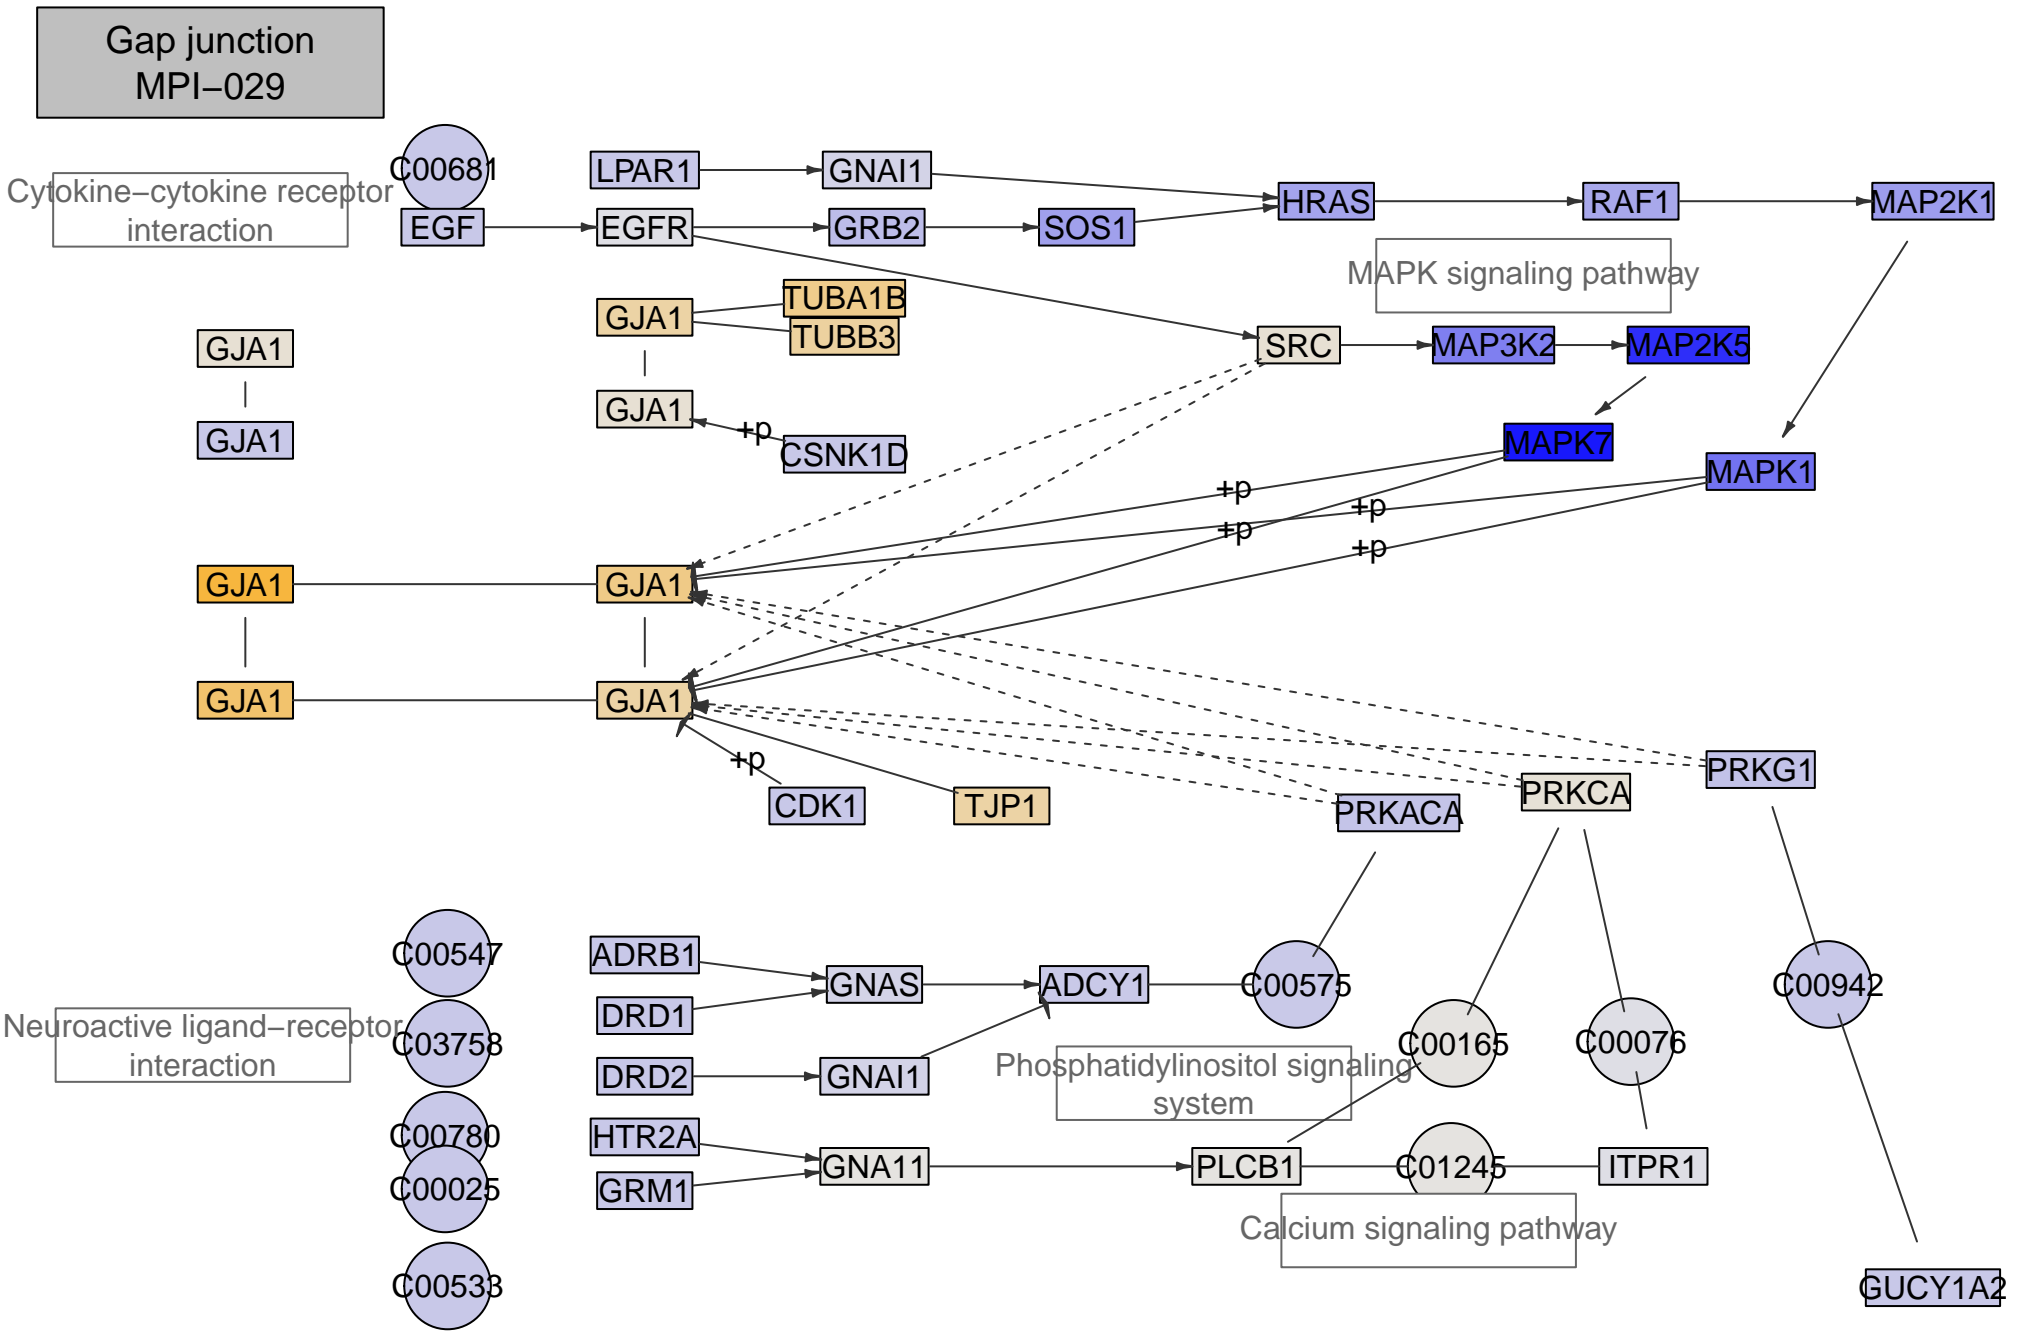 Gap junction
MPI−029
C00681
LPAR1
GNAI1
Cytokine−cytokine receptor
interaction
HRAS
RAF1
MAP2K1
EGF
EGFR
GRB2
SOS1
MAPK signaling pathway
TUBA1B
GJA1
TUBB3
GJA1
SRC
MAP3K2
MAP2K5
GJA1
+p
GJA1
CSNK1D
MAPK7
MAPK1
+p
+p
+p
+p
GJA1
GJA1
GJA1
GJA1
+p
CDK1
TJP1
PRKACA
PRKCA
PRKG1
C00547
ADRB1
GNAS
ADCY1
C00575
C00942
DRD1
Neuroactive ligand−receptor
interaction
C03758
C00165
C00076
DRD2
GNAI1
Phosphatidylinositol signaling
system
C00780
HTR2A
GNA11
PLCB1
C01245
ITPR1
C00025
GRM1
Calcium signaling pathway
C00533
GUCY1A2